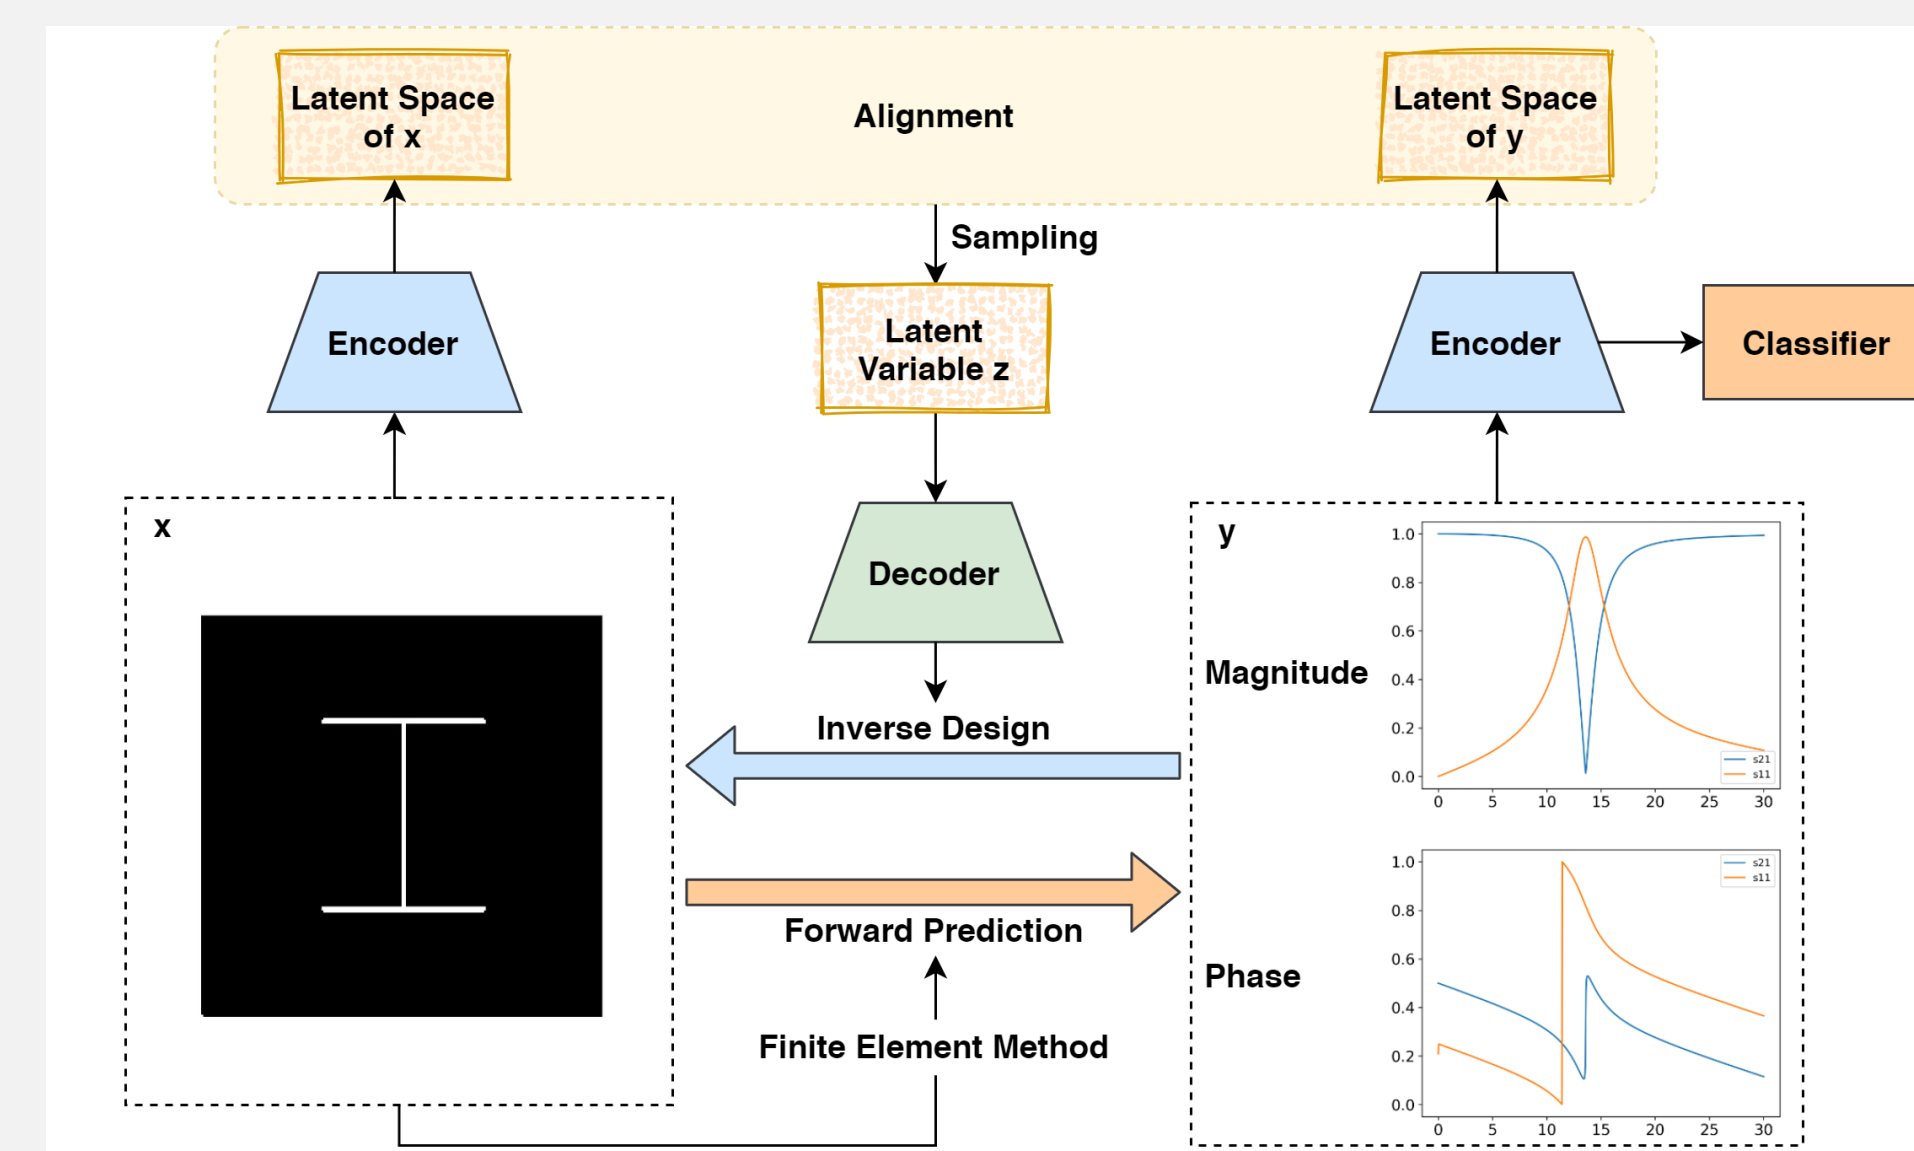 Latent Space
of x
Alignment
Latent Space
of y
Sampling
Encoder
Latent
Variable z
Encoder
Classifier
x
Decoder
y
Magnitude
1.0
0.8
0.6
0.4
0.2
0.0
s21
s11
0 5 10 15 20 25 30
Inverse Design
Forward Prediction
Finite Element Method
Phase
1.0
0.8
0.6
0.4
0.2
0.0
s21
s11
0 5 10 15 20 25 30